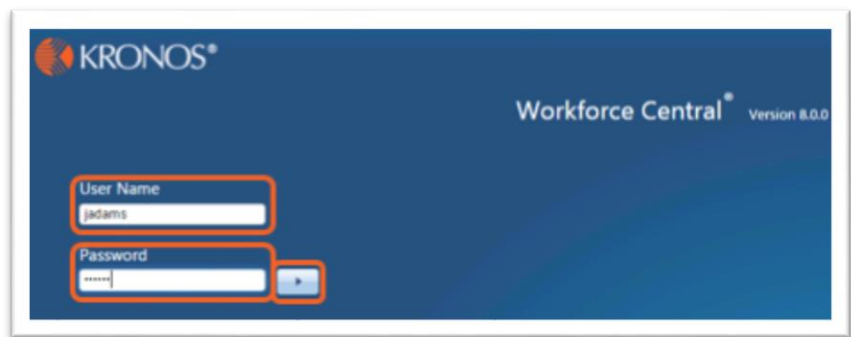 KRONOS®
Workforce Central® Version 8.0.0
User Name
jadams
Password
••••••